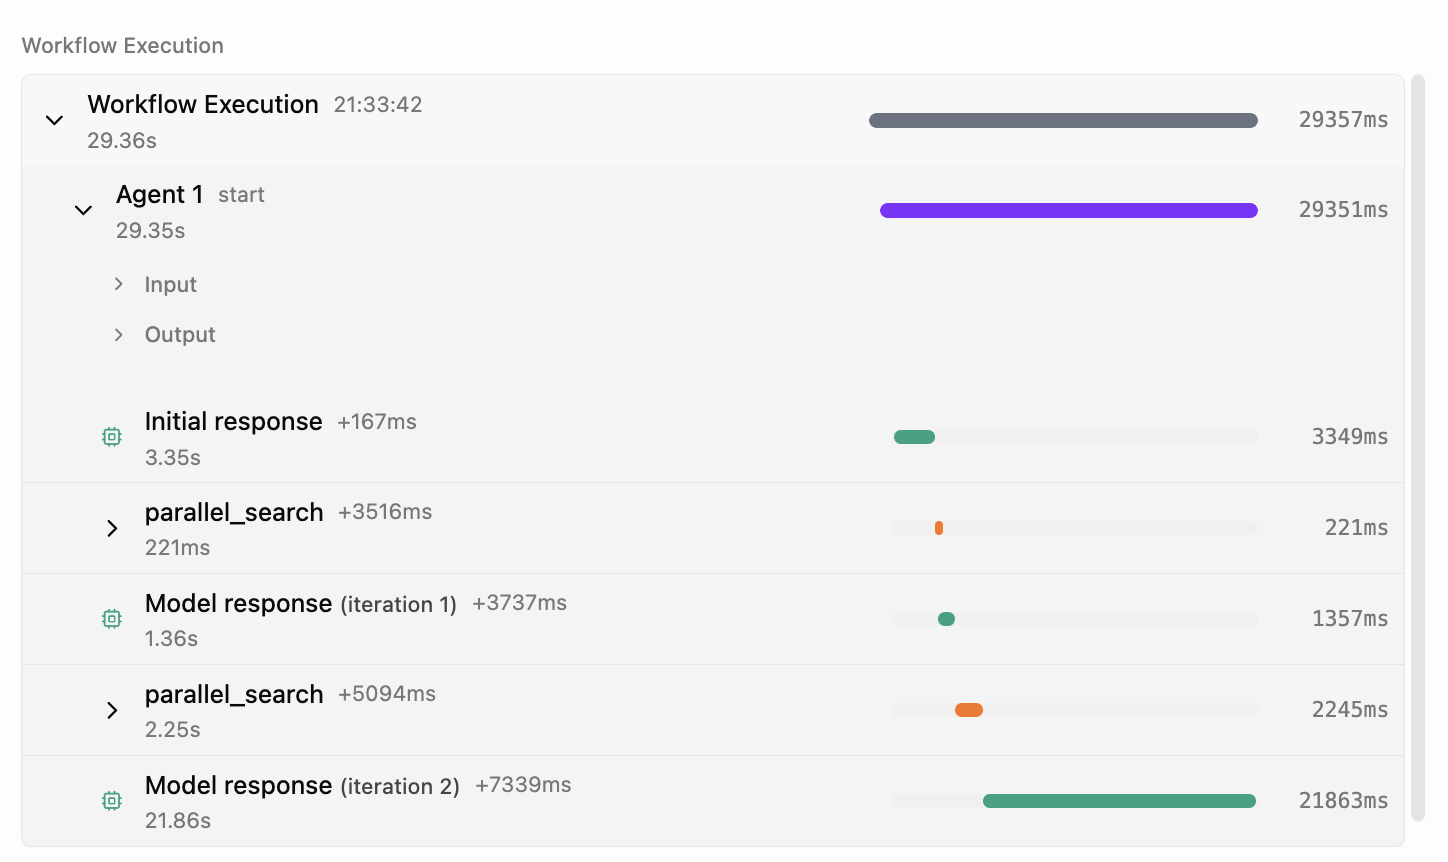 Workflow Execution
Workflow Execution 21:33:42
29.36s
29357ms
Agent 1 start
29.35s
29351ms
Input
Output
Initial response +167ms
3.35s
3349ms
parallel_search +3516ms
221ms
221ms
Model response (iteration 1) +3737ms
1.36s
1357ms
parallel_search +5094ms
2.25s
2245ms
Model response (iteration 2) +7339ms
21.86s
21863ms